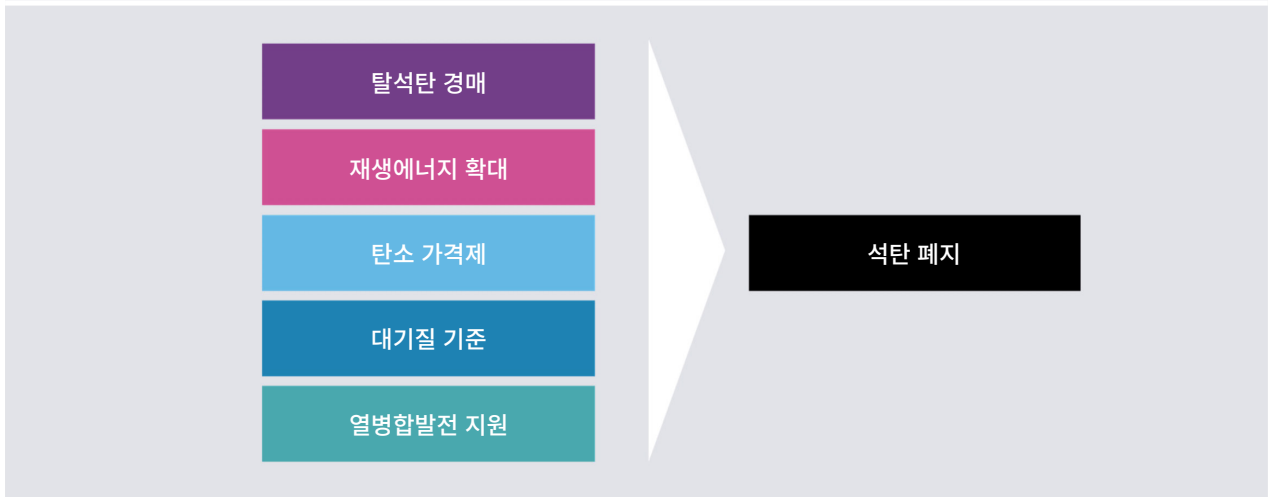 탈석탄 경매
재생에너지 확대
탄소 가격제
대기질 기준
열병합발전 지원
석탄 폐지